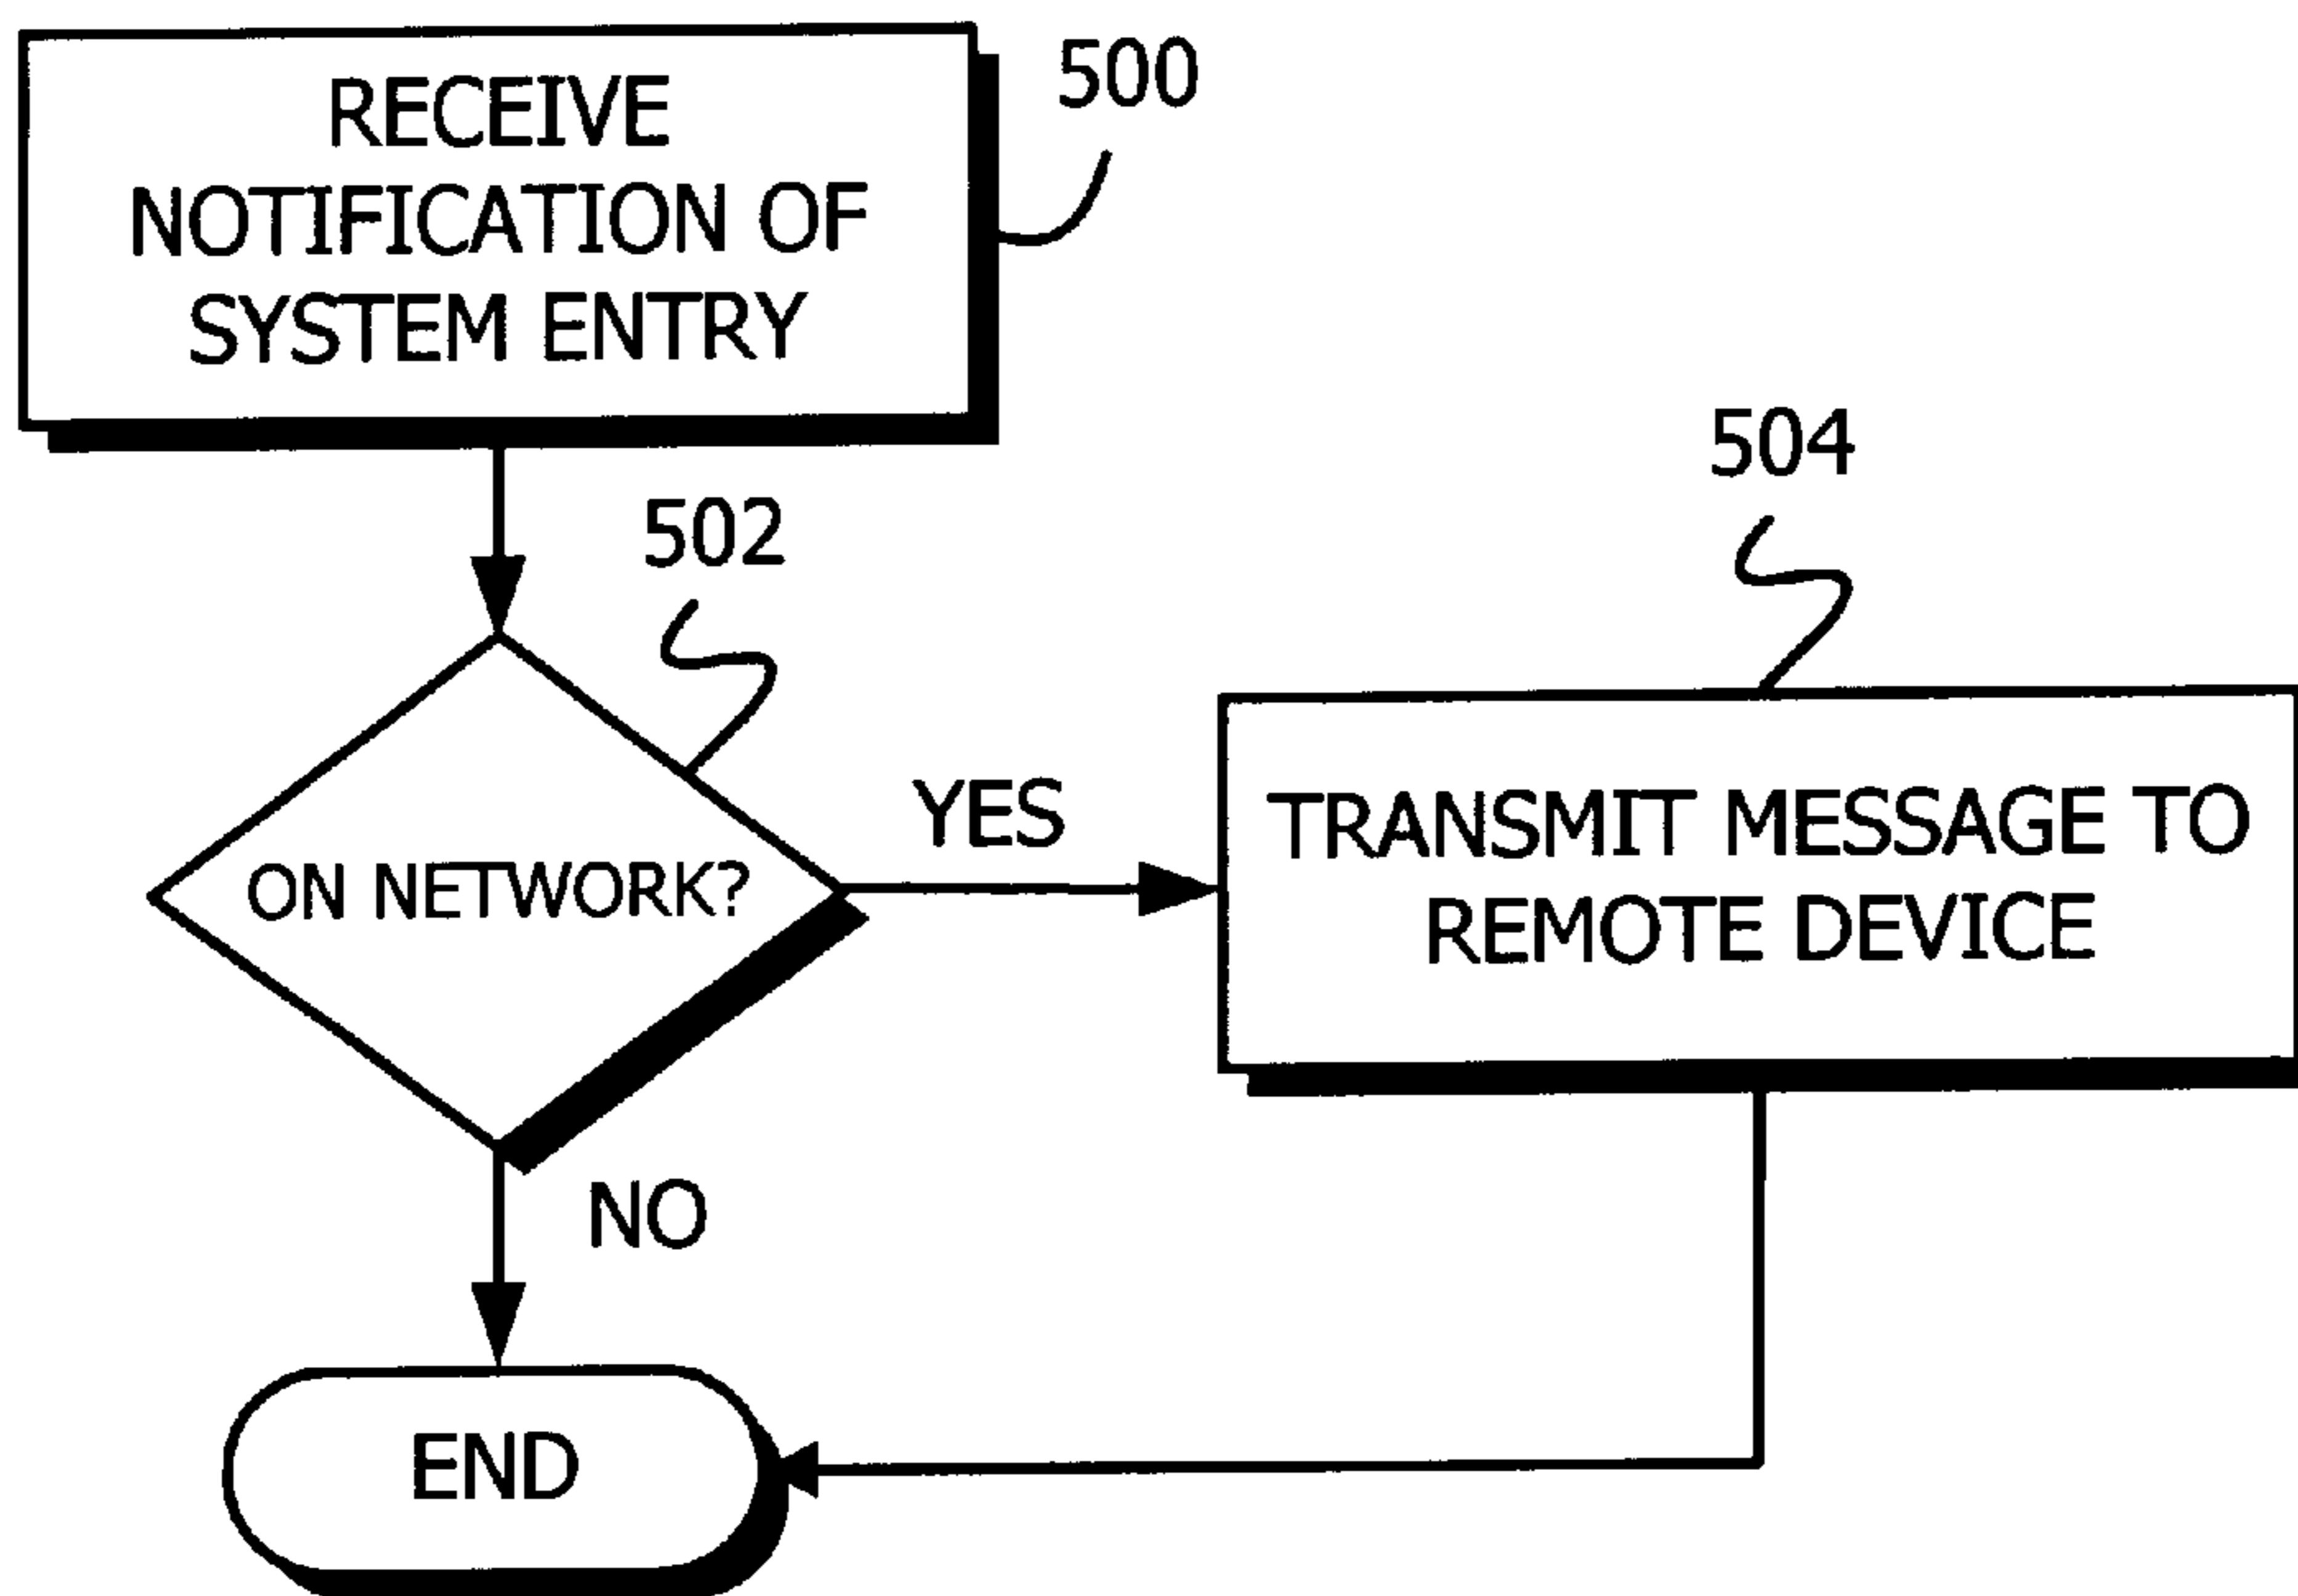 RECEIVE
NOTIFICATION OF
SYSTEM ENTRY
500
502
ON NETWORK?
YES
504
TRANSMIT MESSAGE TO
REMOTE DEVICE
NO
END